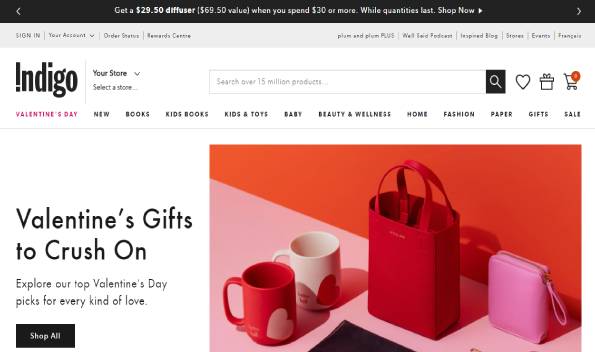 Get a $29.50 diffuser ($69.50 value) when you spend $30 or more. While quantities last. Shop Now
SIGN IN Your Account Order Status Rewards Centre plum and plum PLUS Well Said Podcast Inspired Blog Stores Events Français
!ndigo
Your Store
Select a store...
Search over 15 million products...
0
VALENTINE'S DAY NEW BOOKS KIDS BOOKS KIDS & TOYS BABY BEAUTY & WELLNESS HOME FASHION PAPER GIFTS SALE
Valentine's Gifts
to Crush On
Explore our top Valentine's Day
picks for every kind of love.
Shop All